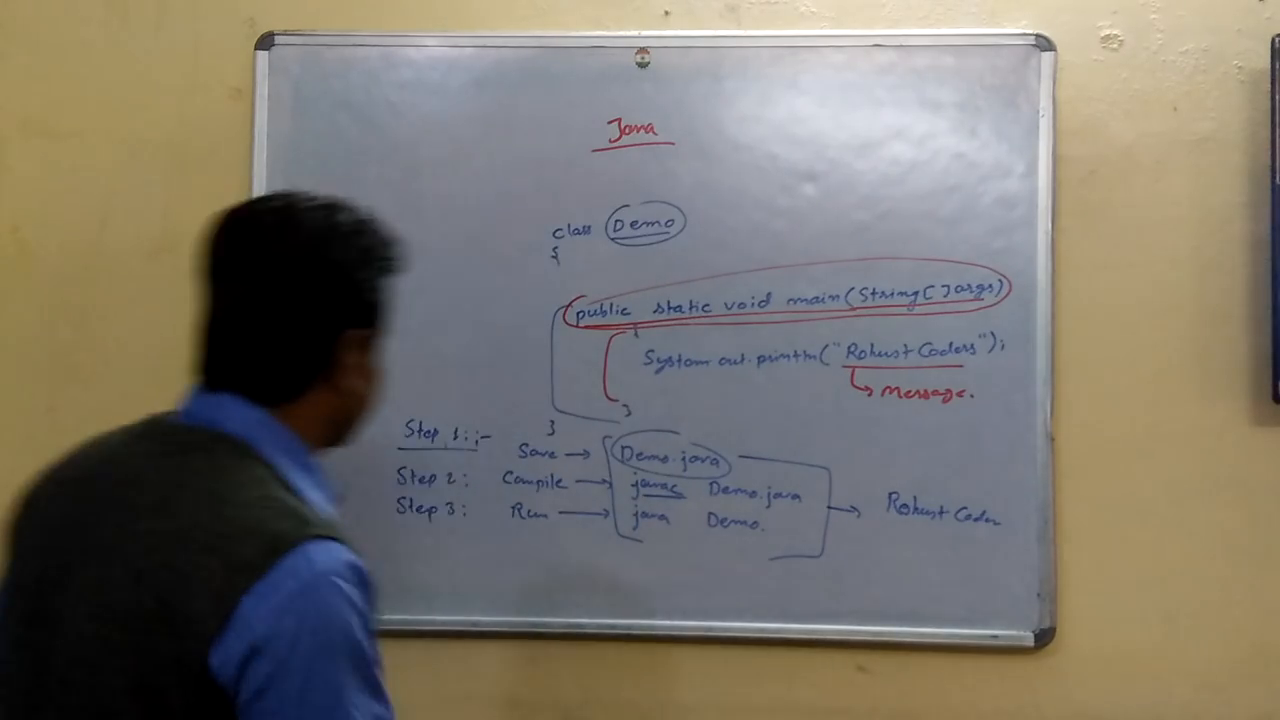 Java
class Demo
{
public static void main(String[]args)
{
System.out.println("Robust Coders");
→ Message.
}
}
Step 1:- Save → Demo.java
Step 2: Compile → javac Demo.java
Step 3: Run → java Demo.
→ Robust Coder